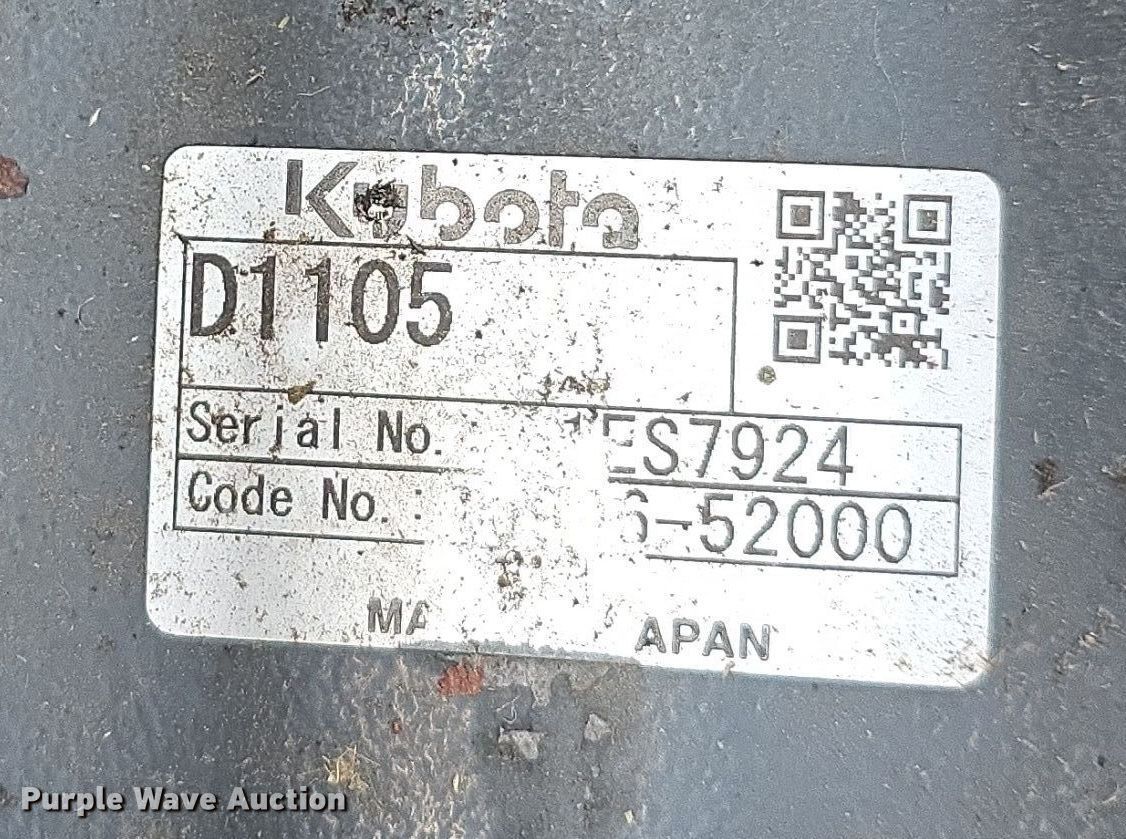 Kubota
D1105
Serial No. ES7924
Code No. : 6-52000
MA APAN
Purple Wave Auction